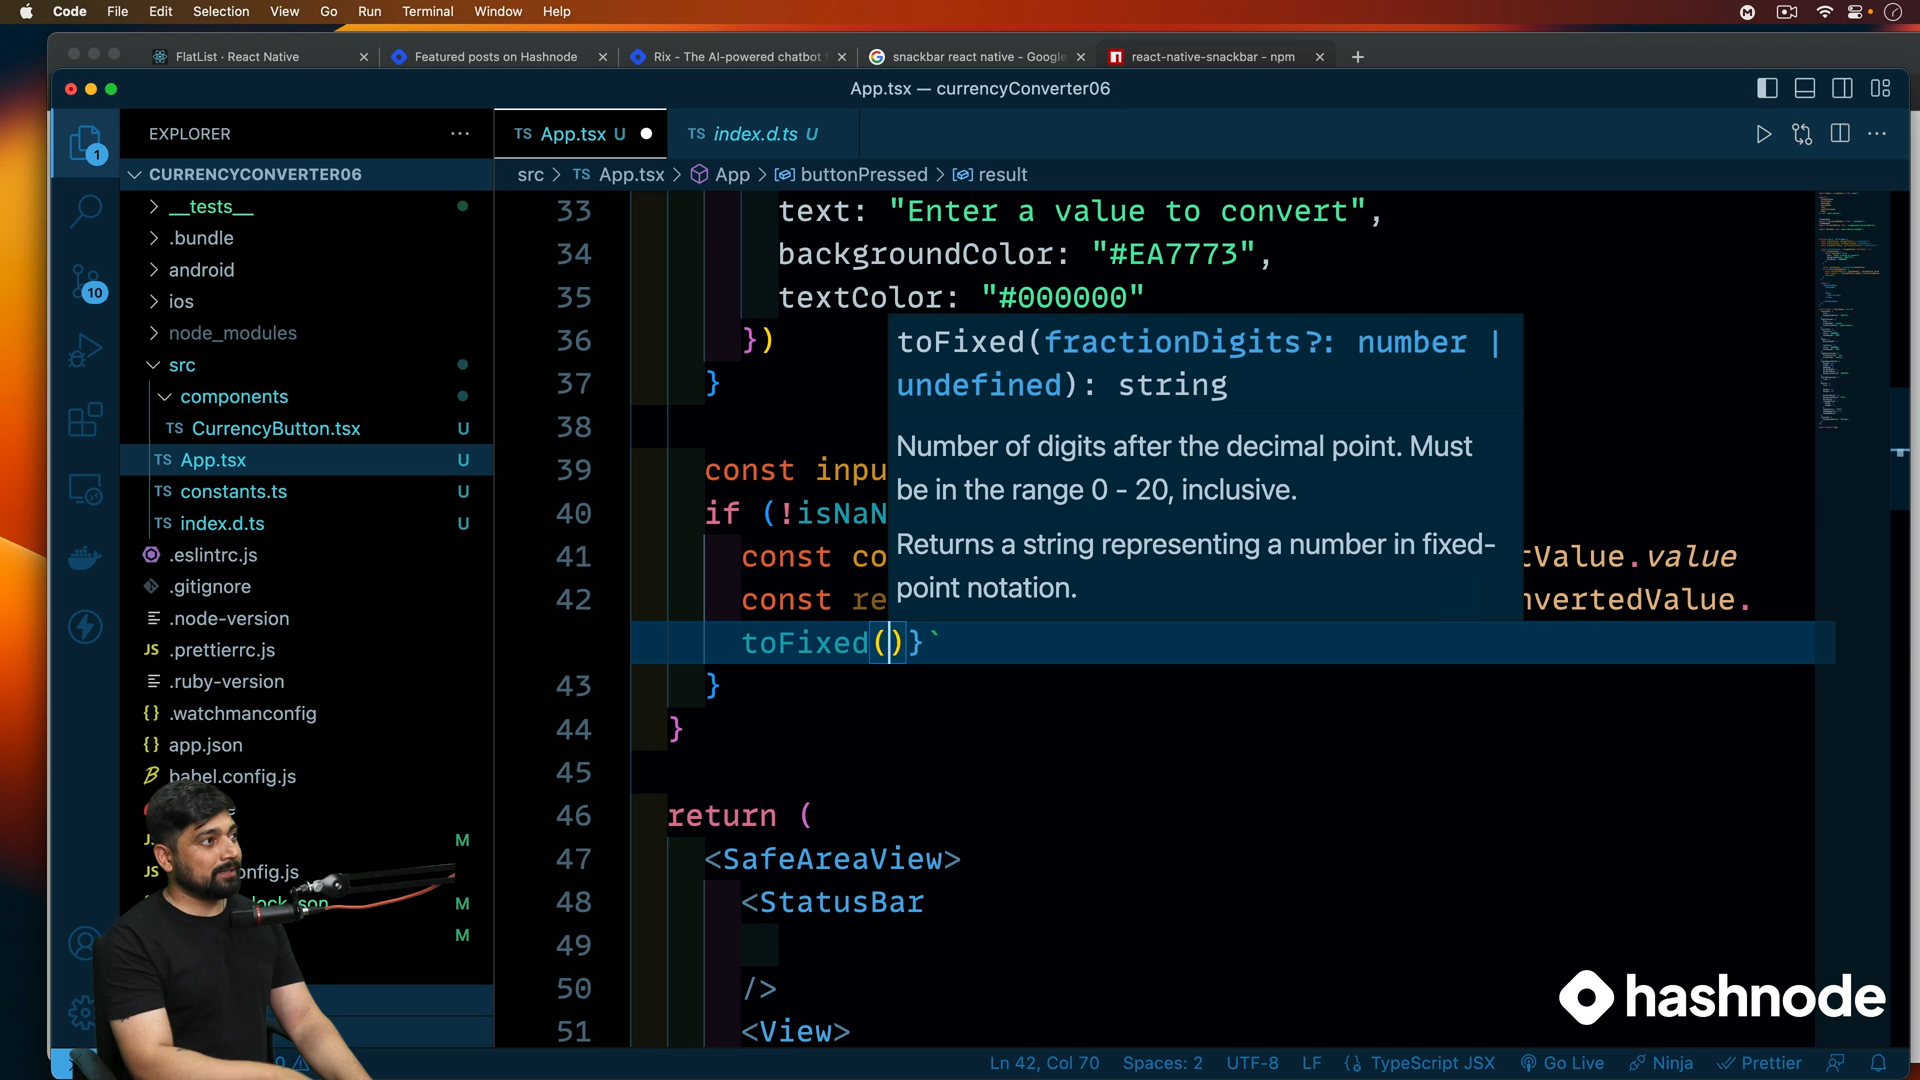 Code File Edit Selection View Go Run Terminal Window Help
FlatList · React Native
Featured posts on Hashnode
Rix - The AI-powered chatbot
snackbar react native - Google
react-native-snackbar - npm
App.tsx — currencyConverter06
EXPLORER
TS App.tsx U
TS index.d.ts U
CURRENCYCONVERTER06
src > TS App.tsx > App > buttonPressed > result
__tests__
.bundle
android
ios
node_modules
src
components
TS CurrencyButton.tsx U
TS App.tsx U
TS constants.ts U
TS index.d.ts U
.eslintrc.js
.gitignore
.node-version
JS .prettierrc.js
.ruby-version
{} .watchmanconfig
{} app.json
babel.config.js
M
JS onfig.js
lock.json M
M
1
10
33 text: "Enter a value to convert",
34 backgroundColor: "#EA7773",
35 textColor: "#000000"
36 })
37 }
38
39 const inpu
40 if (!isNaN
41 const co tValue.value
42 const re nvertedValue.
toFixed()}`
43 }
44 }
45
46 return (
47 <SafeAreaView>
48 <StatusBar
49
50 />
51 <View>
toFixed(fractionDigits?: number |
undefined): string
Number of digits after the decimal point. Must
be in the range 0 - 20, inclusive.
Returns a string representing a number in fixed-
point notation.
hashnode
0
Ln 42, Col 70 Spaces: 2 UTF-8 LF {} TypeScript JSX Go Live Ninja Prettier